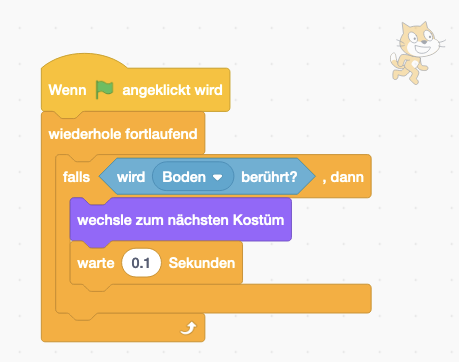 Wenn angeklickt wird
wiederhole fortlaufend
falls wird Boden berührt? , dann
wechsle zum nächsten Kostüm
warte 0.1 Sekunden